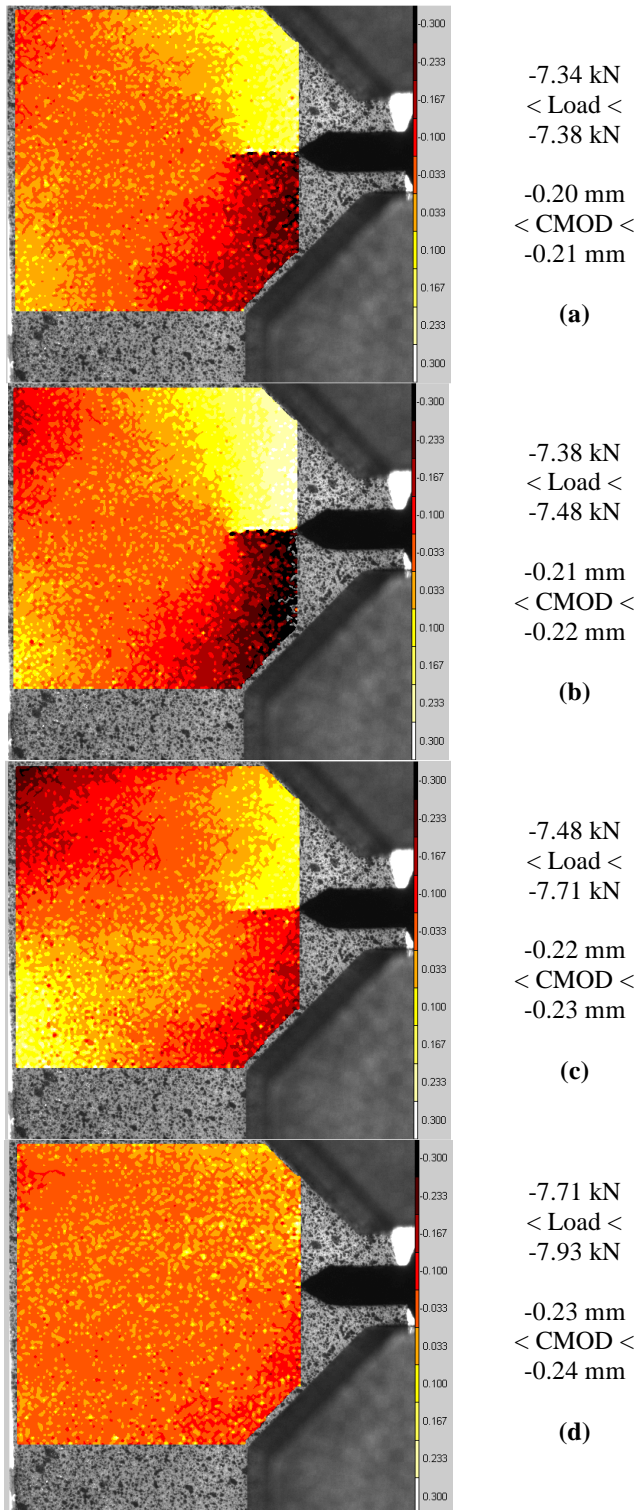 -0.300
-0.233
-0.167
-0.100
-0.033
0.033
0.100
0.167
0.233
0.300
-7.34 kN
< Load <
-7.38 kN
-0.20 mm
< CMOD <
-0.21 mm
(a)
-0.300
-0.233
-0.167
-0.100
-0.033
0.033
0.100
0.167
0.233
0.300
-7.38 kN
< Load <
-7.48 kN
-0.21 mm
< CMOD <
-0.22 mm
(b)
-0.300
-0.233
-0.167
-0.100
-0.033
0.033
0.100
0.167
0.233
0.300
-7.48 kN
< Load <
-7.71 kN
-0.22 mm
< CMOD <
-0.23 mm
(c)
-0.300
-0.233
-0.167
-0.100
-0.033
0.033
0.100
0.167
0.233
0.300
-7.71 kN
< Load <
-7.93 kN
-0.23 mm
< CMOD <
-0.24 mm
(d)